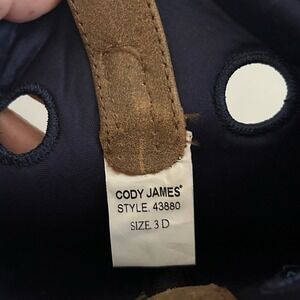 CODY JAMES®
STYLE. 43880
SIZE. 3 D